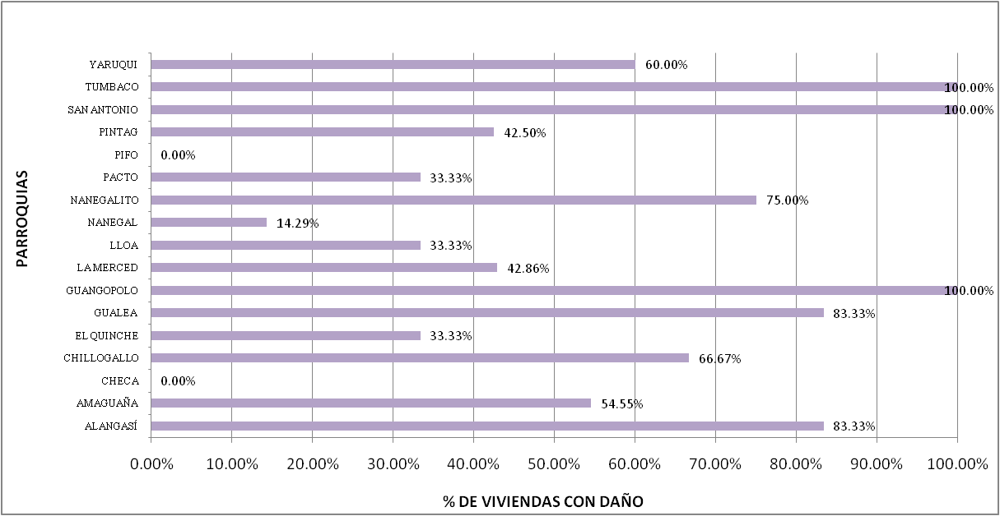 PARROQUIAS
YARUQUI 60.00%
TUMBACO 100.00%
SAN ANTONIO 100.00%
PINTAG 42.50%
PIFO 0.00%
PACTO 33.33%
NANEGALITO 75.00%
NANEGAL 14.29%
LLOA 33.33%
LA MERCED 42.86%
GUANGOPOLO 100.00%
GUALEA 83.33%
EL QUINCHE 33.33%
CHILLOGALLO 66.67%
CHECA 0.00%
AMAGUAÑA 54.55%
ALANGASÍ 83.33%
0.00% 10.00% 20.00% 30.00% 40.00% 50.00% 60.00% 70.00% 80.00% 90.00% 100.00%
% DE VIVIENDAS CON DAÑO